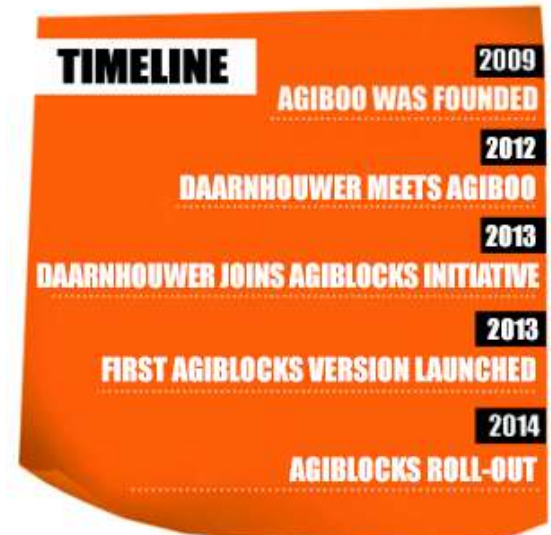 TIMELINE
2009
AGIBOO WAS FOUNDED
2012
DAARNHOUWER MEETS AGIBOO
2013
DAARNHOUWER JOINS AGIBLOCKS INITIATIVE
2013
FIRST AGIBLOCKS VERSION LAUNCHED
2014
AGIBLOCKS ROLL-OUT